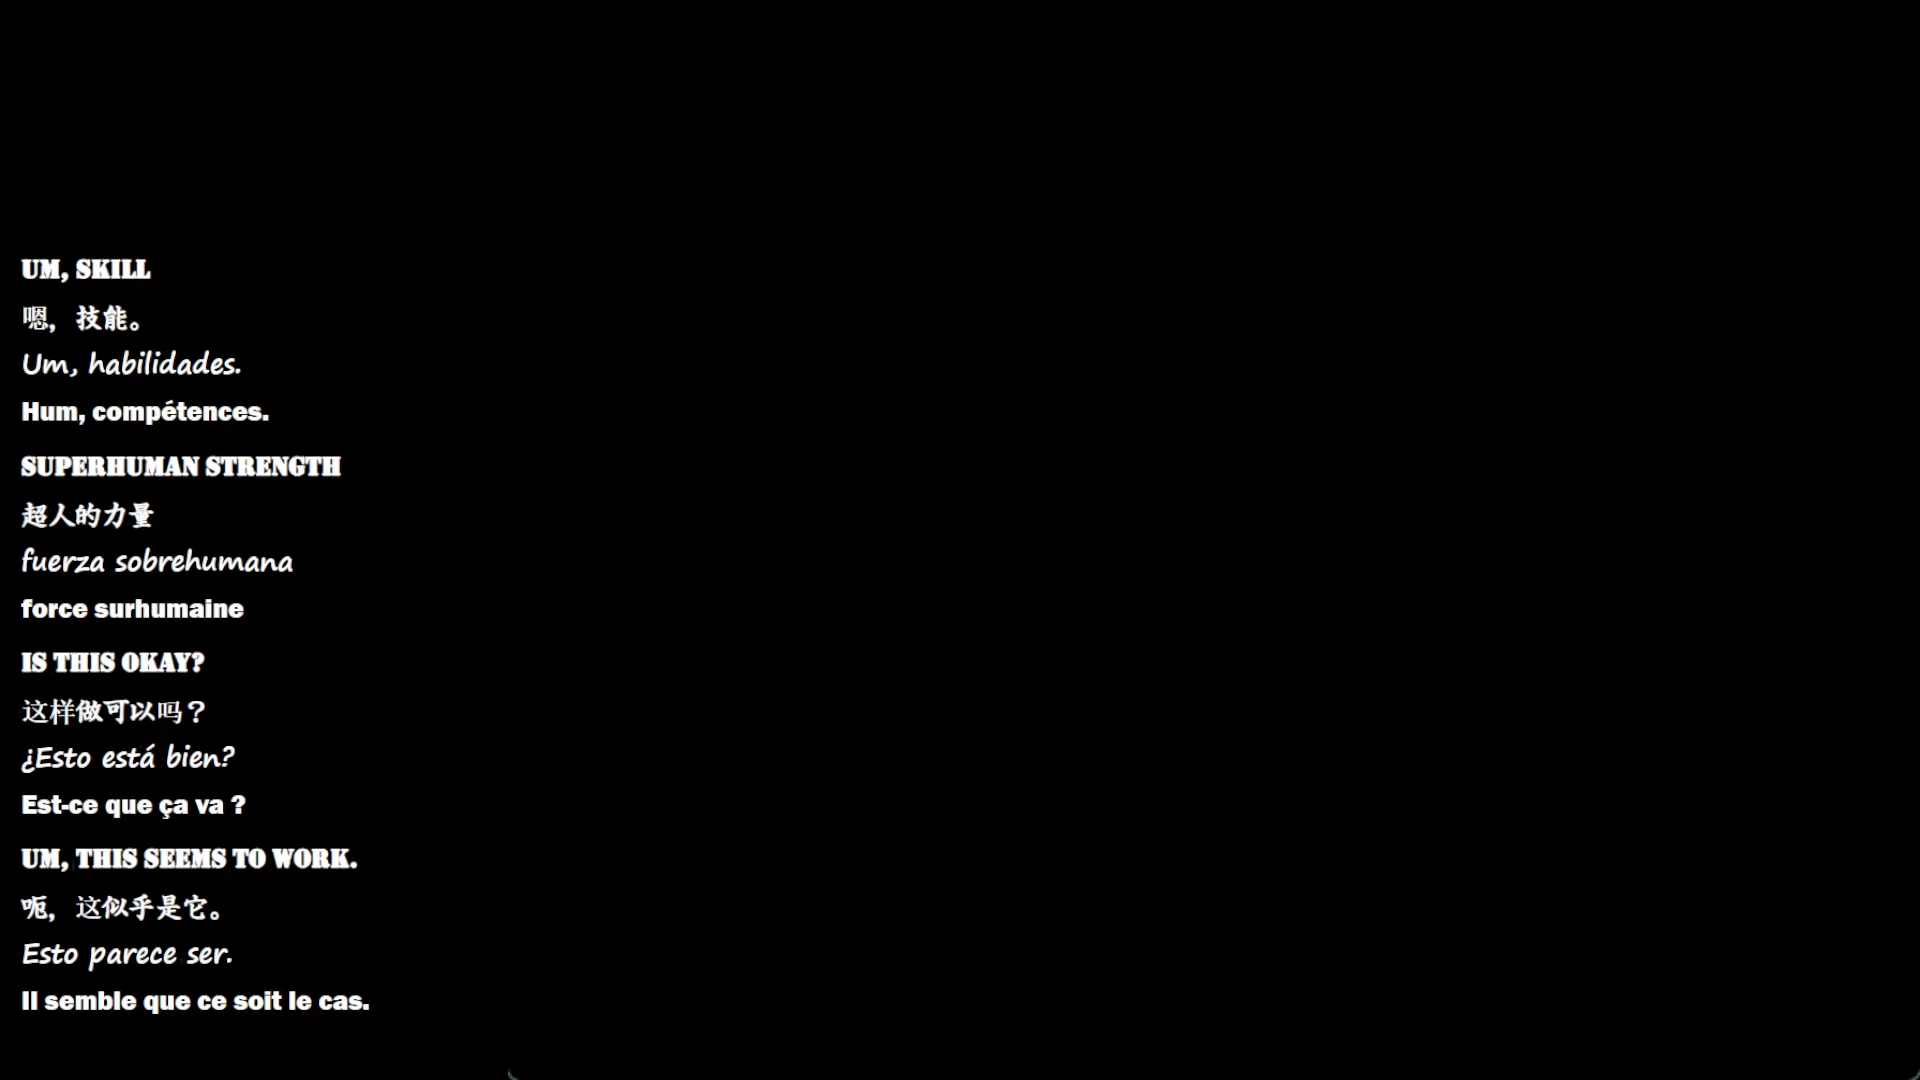 UM, SKILL
嗯，技能。
Um, habilidades.
Hum, compétences.
SUPERHUMAN STRENGTH
超人的力量
fuerza sobrehumana
force surhumaine
IS THIS OKAY?
这样做可以吗？
¿Esto está bien?
Est-ce que ça va ?
UM, THIS SEEMS TO WORK.
呃，这似乎是它。
Esto parece ser.
Il semble que ce soit le cas.